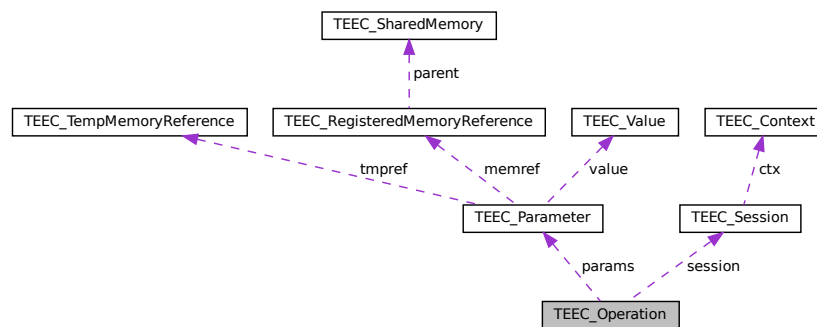 TEEC_SharedMemory
parent
TEEC_TempMemoryReference
TEEC_RegisteredMemoryReference
TEEC_Value
TEEC_Context
tmpref
memref
value
ctx
TEEC_Parameter
TEEC_Session
params
session
TEEC_Operation